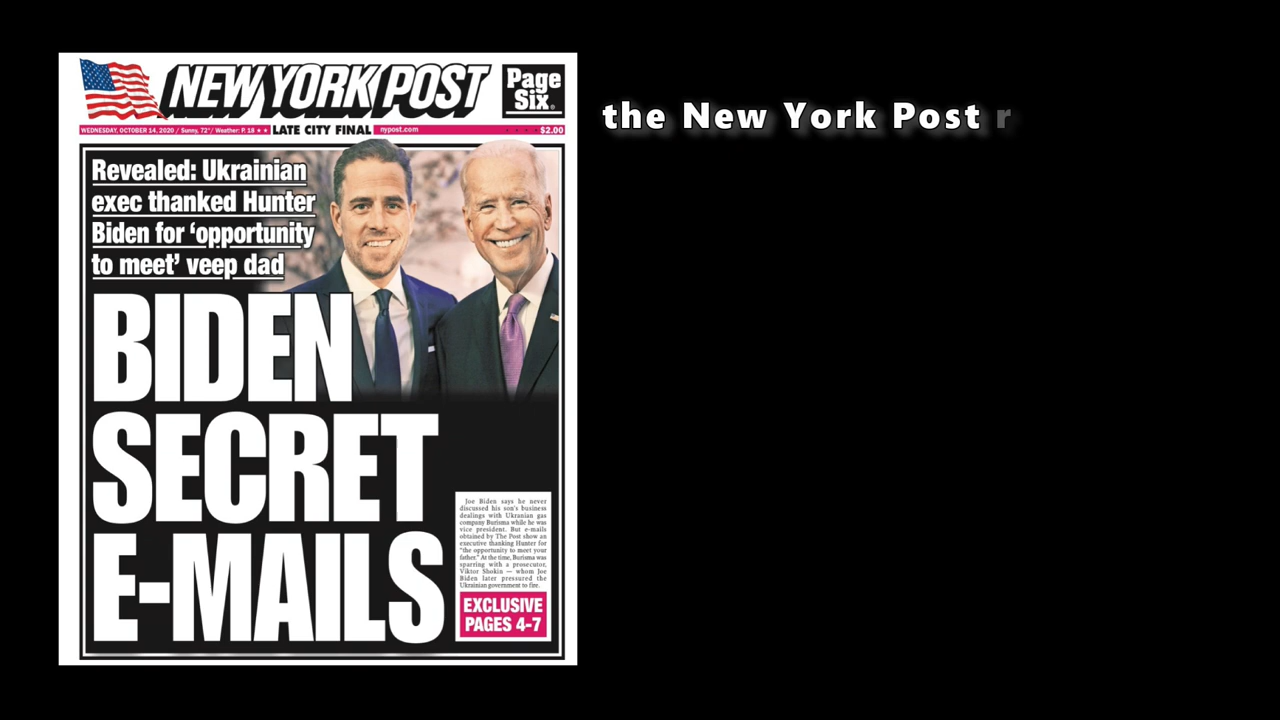 NEW YORK POST
Page
Six
WEDNESDAY, OCTOBER 14, 2020 / Sunny, 72° / Weather: P. 18 ★ ★ LATE CITY FINAL nypost.com $2.00
Revealed: Ukrainian
exec thanked Hunter
Biden for ‘opportunity
to meet’ veep dad
BIDEN
SECRET
E-MAILS
Joe Biden says he never
discussed his son's business
dealings with Ukranian gas
company Burisma while he was
vice president. But e-mails
obtained by The Post show an
executive thanking Hunter for
“the opportunity to meet your
father.” At the time, Burisma was
sparring with a prosecutor,
Viktor Shokin — whom Joe
Biden later pressured the
Ukrainian government to fire.
EXCLUSIVE
PAGES 4-7
the New York Post r